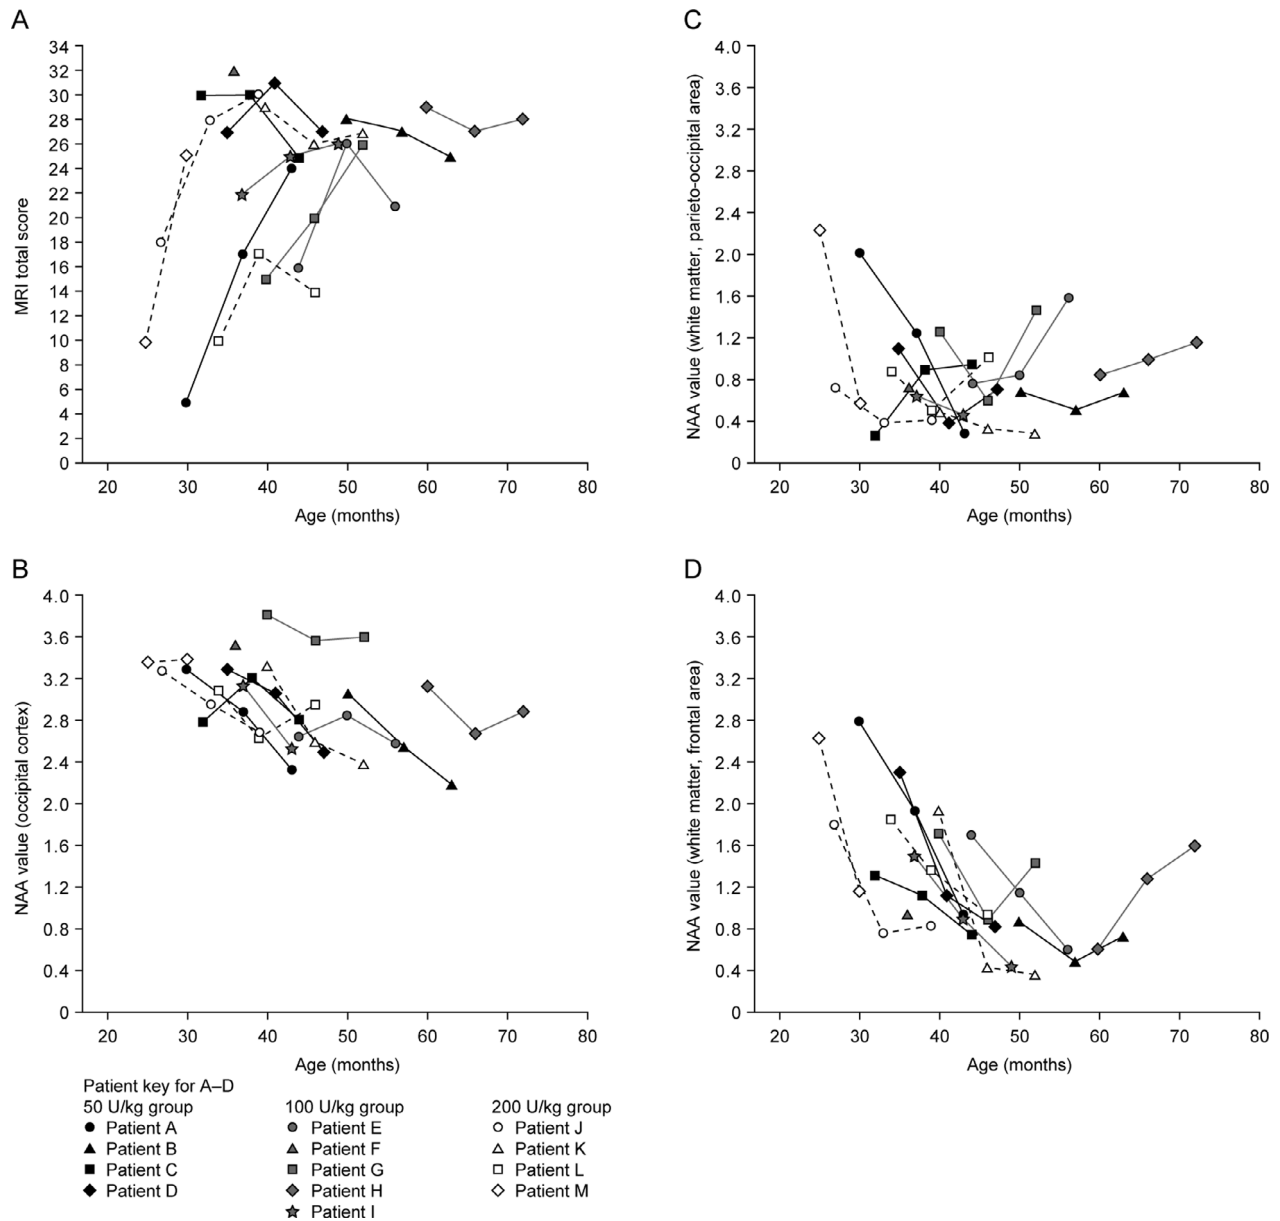 A
34
32
30
28
26
24
22
20
18
16
14
12
10
8
6
4
2
0
MRI total score
20 30 40 50 60 70 80
Age (months)
B
4.0
3.6
3.2
2.8
2.4
2.0
1.6
1.2
0.8
0.4
0
NAA value (occipital cortex)
20 30 40 50 60 70 80
Age (months)
C
4.0
3.6
3.2
2.8
2.4
2.0
1.6
1.2
0.8
0.4
0
NAA value (white matter, parieto-occipital area)
20 30 40 50 60 70 80
Age (months)
D
4.0
3.6
3.2
2.8
2.4
2.0
1.6
1.2
0.8
0.4
0
NAA value (white matter, frontal area)
20 30 40 50 60 70 80
Age (months)
Patient key for A–D
50 U/kg group
Patient A
Patient B
Patient C
Patient D
100 U/kg group
Patient E
Patient F
Patient G
Patient H
Patient I
200 U/kg group
Patient J
Patient K
Patient L
Patient M